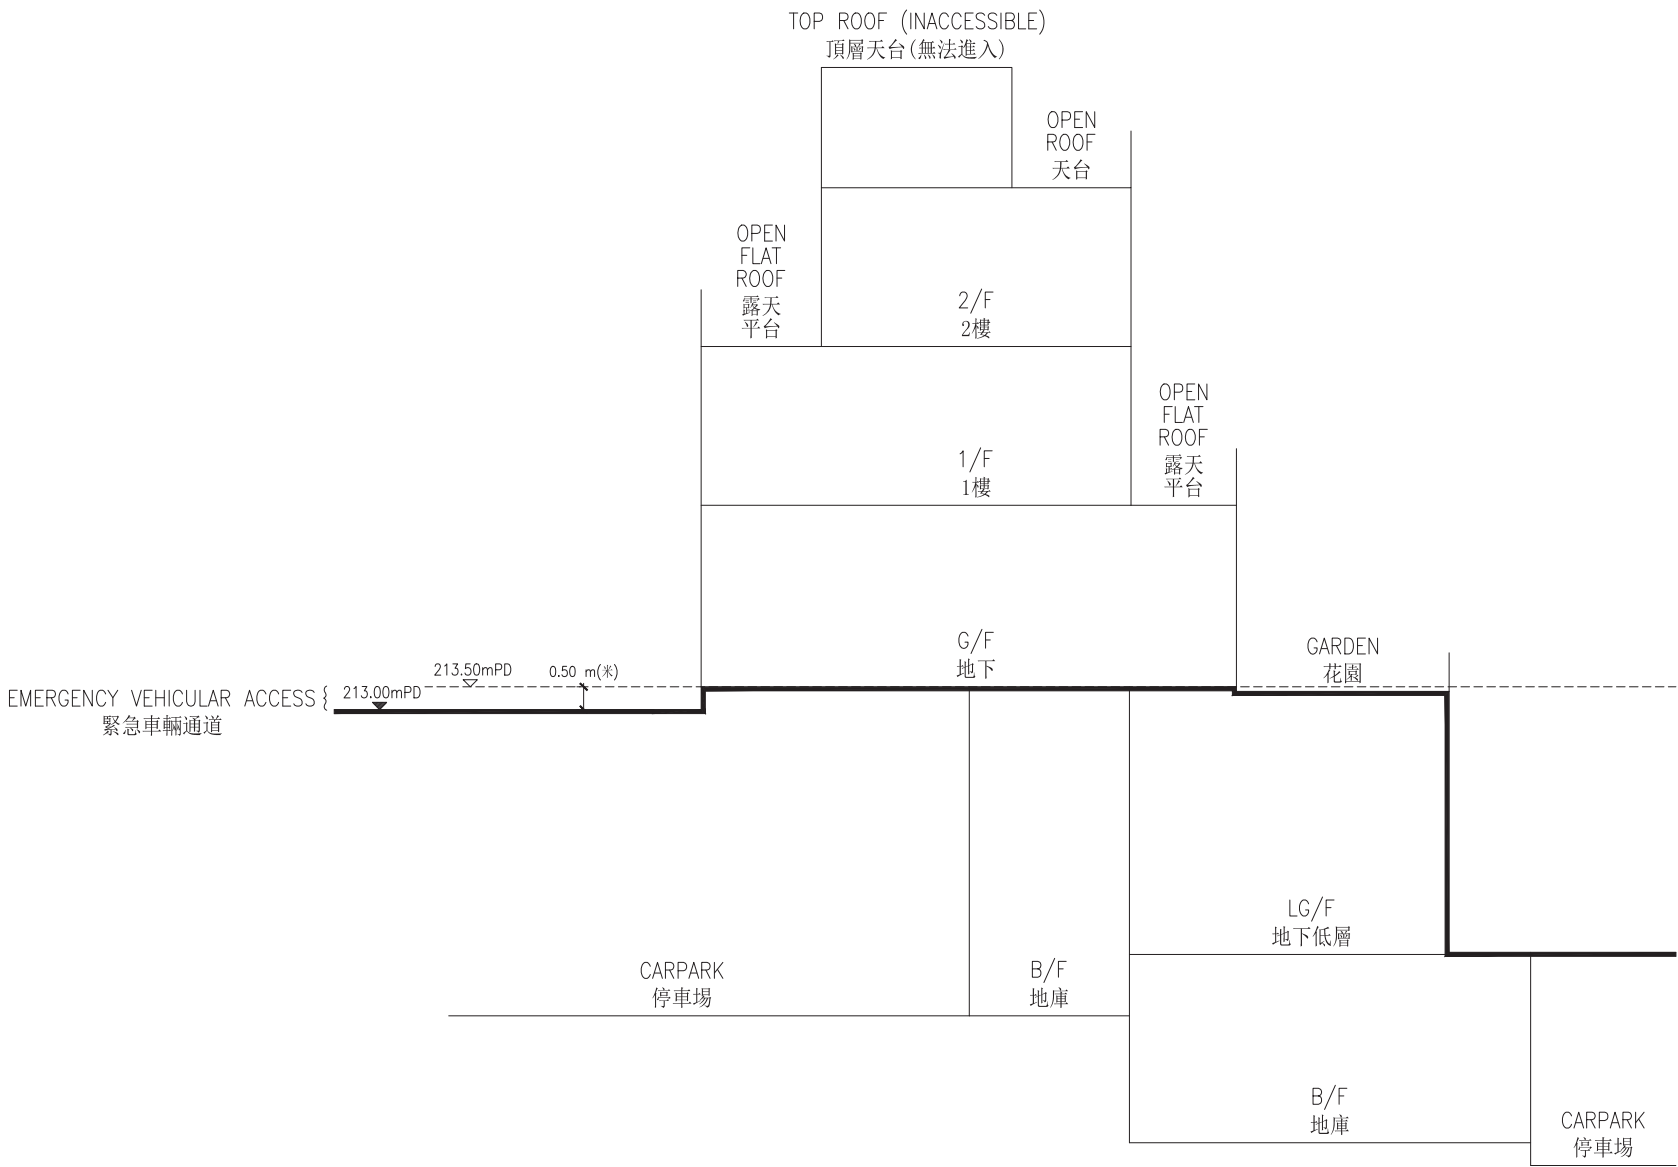 TOP ROOF (INACCESSIBLE)
頂層天台(無法進入)
OPEN
ROOF
天台
OPEN
FLAT
ROOF
露天
平台
2/F
2樓
OPEN
FLAT
ROOF
露天
平台
1/F
1樓
G/F
地下
GARDEN
花園
213.50mPD
0.50 m(米)
EMERGENCY VEHICULAR ACCESS
緊急車輛通道
213.00mPD
LG/F
地下低層
CARPARK
停車場
B/F
地庫
B/F
地庫
CARPARK
停車場